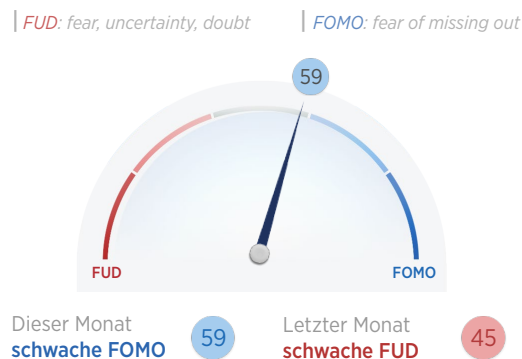 FUD: fear, uncertainty, doubt
FOMO: fear of missing out
59
FUD
FOMO
Dieser Monat
schwache FOMO
59
Letzter Monat
schwache FUD
45